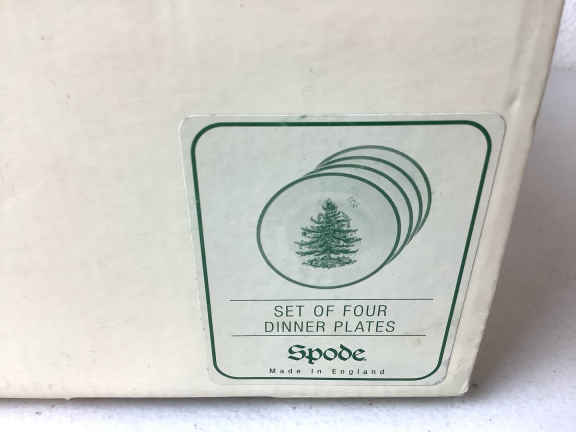 SET OF FOUR
DINNER PLATES
Spode
Made In England